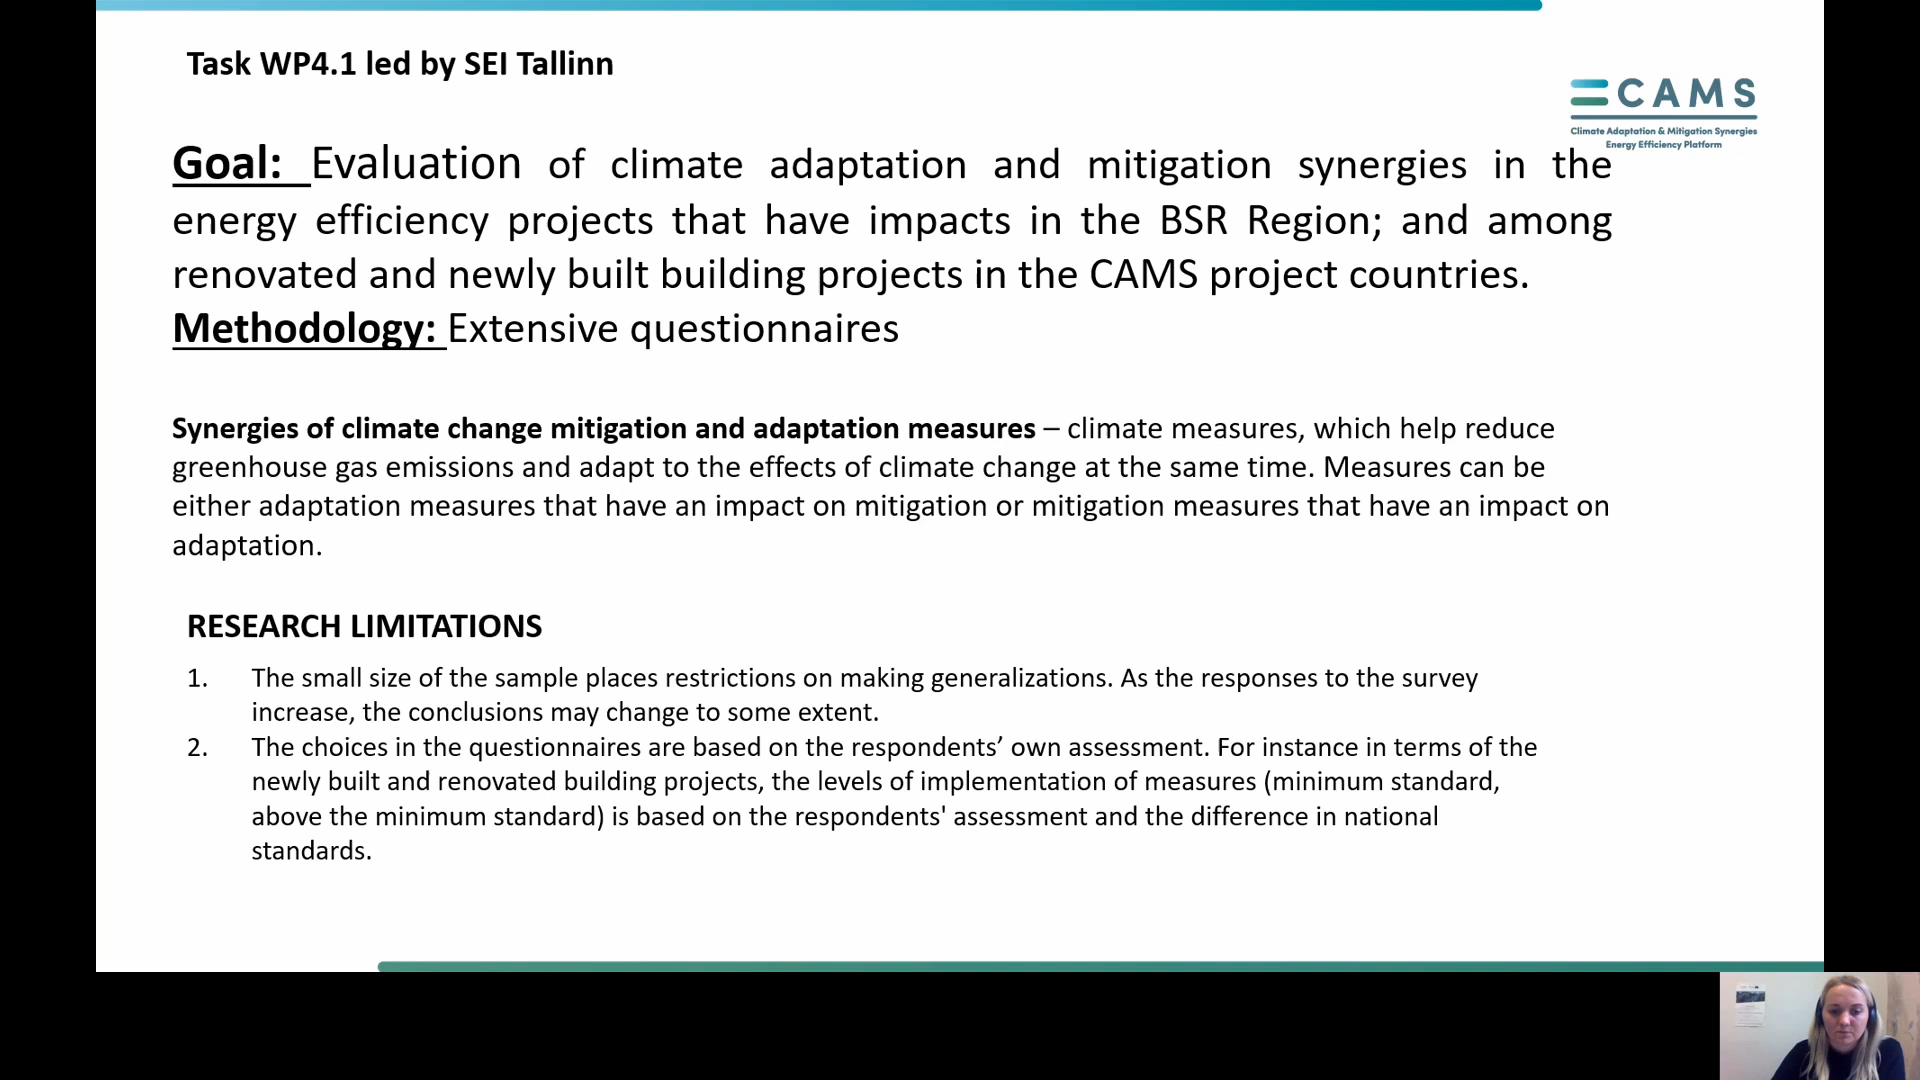 Task WP4.1 led by SEI Tallinn
CAMS
Climate Adaptation & Mitigation Synergies
Energy Efficiency Platform
Goal: Evaluation of climate adaptation and mitigation synergies in the
energy efficiency projects that have impacts in the BSR Region; and among
renovated and newly built building projects in the CAMS project countries.
Methodology: Extensive questionnaires
Synergies of climate change mitigation and adaptation measures – climate measures, which help reduce
greenhouse gas emissions and adapt to the effects of climate change at the same time. Measures can be
either adaptation measures that have an impact on mitigation or mitigation measures that have an impact on
adaptation.
RESEARCH LIMITATIONS
1. The small size of the sample places restrictions on making generalizations. As the responses to the survey
increase, the conclusions may change to some extent.
2. The choices in the questionnaires are based on the respondents’ own assessment. For instance in terms of the
newly built and renovated building projects, the levels of implementation of measures (minimum standard,
above the minimum standard) is based on the respondents' assessment and the difference in national
standards.